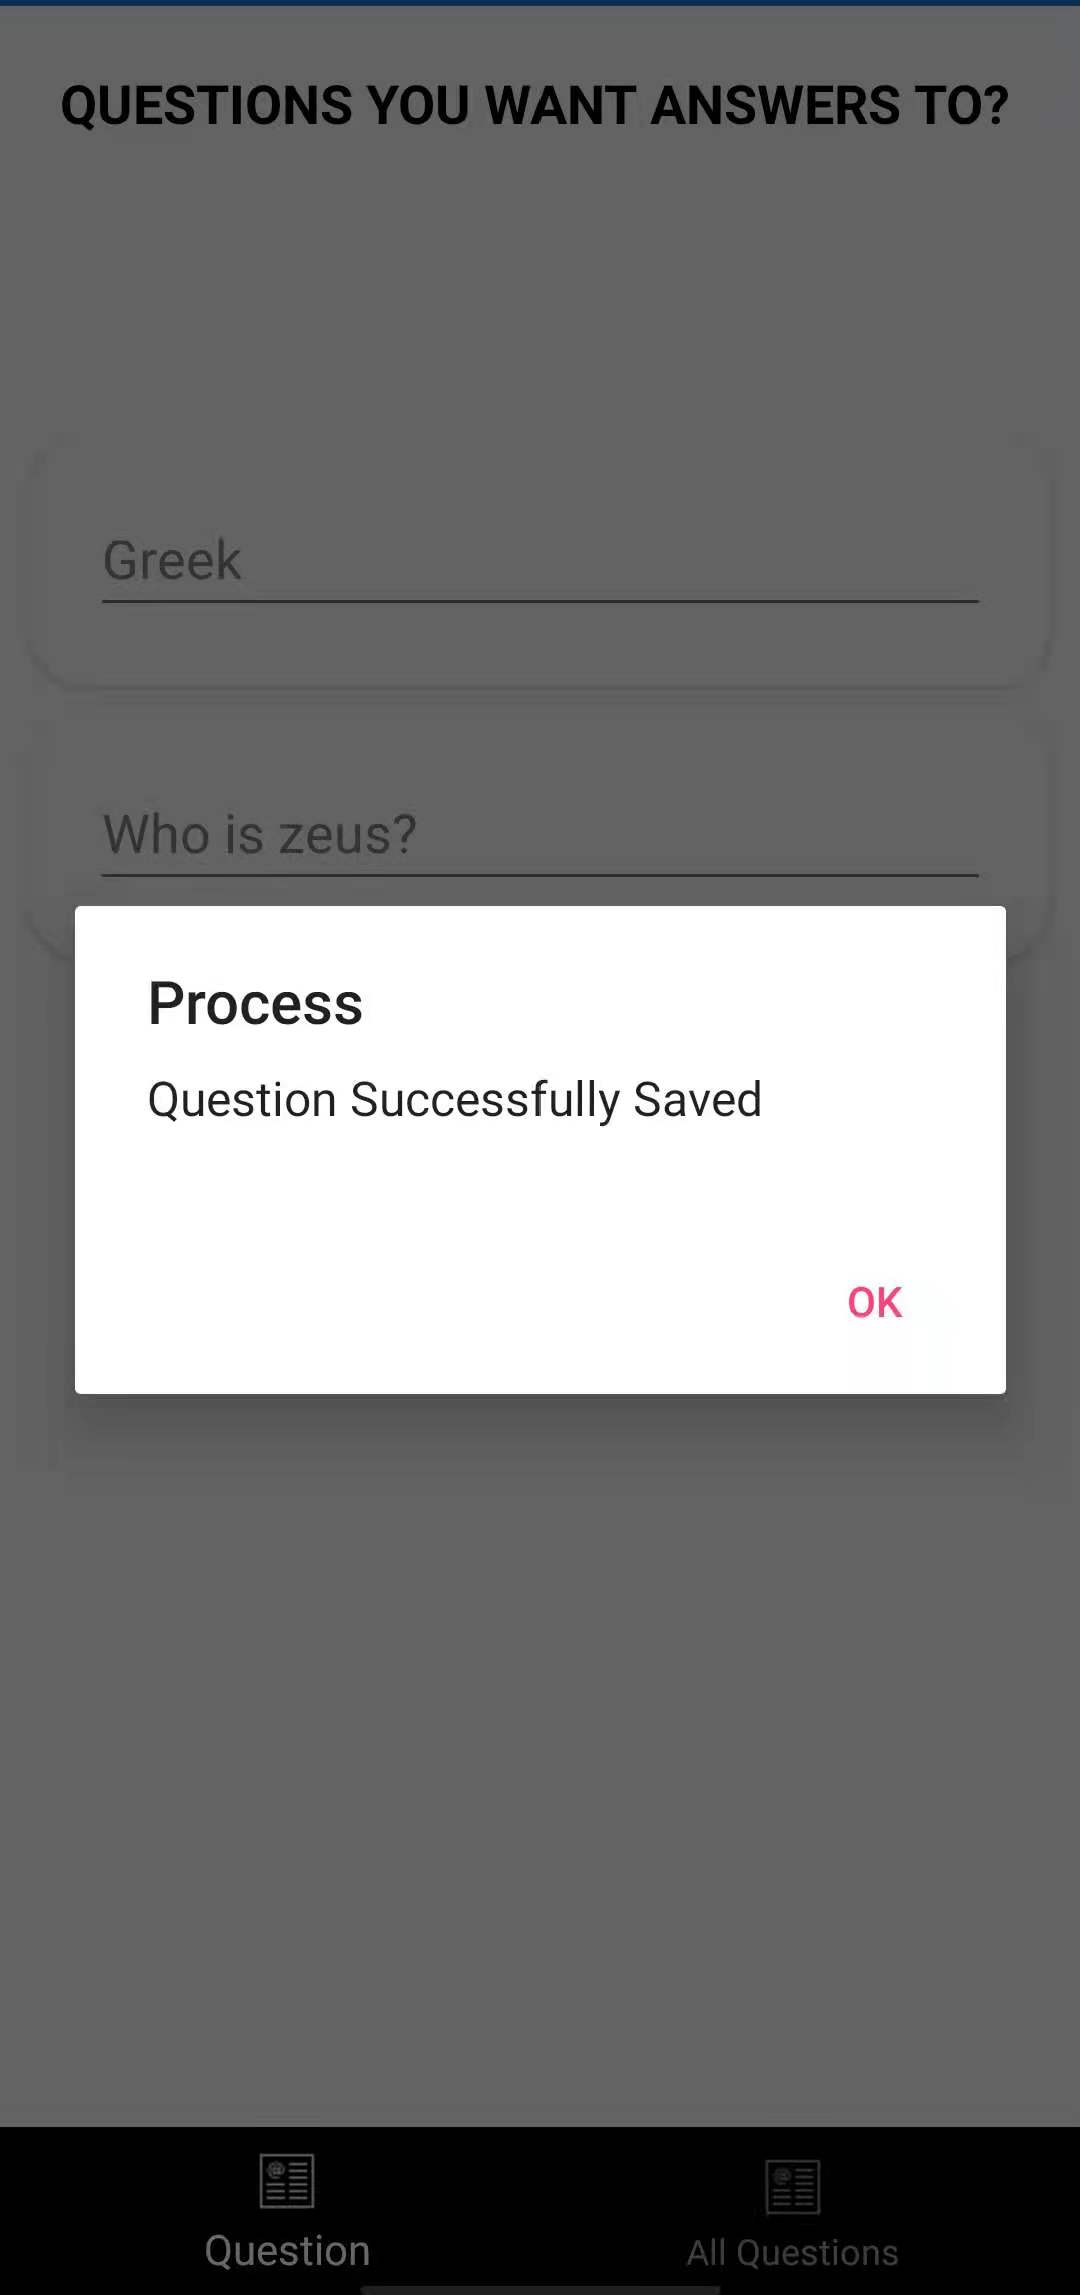 QUESTIONS YOU WANT ANSWERS TO?
Greek
Who is zeus?
Process
Question Successfully Saved
OK
Question
All Questions